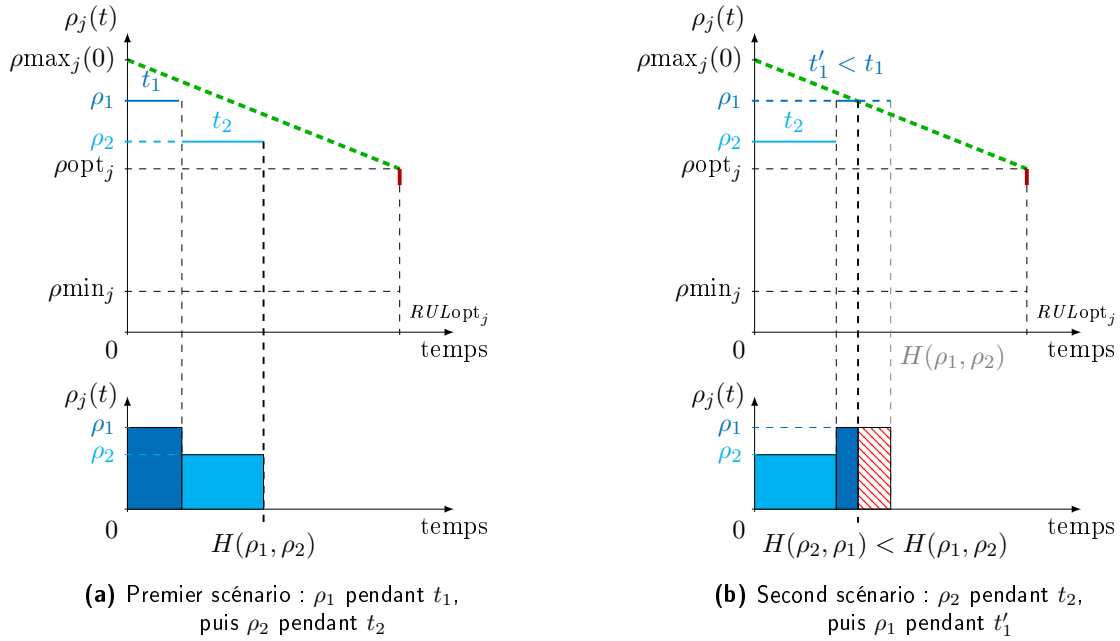 ρ_j(t)
ρmax_j(0)
t_1
ρ_1
t_2
ρ_2
ρopt_j
ρmin_j
RULopt_j
0
temps
ρ_j(t)
ρ_1
ρ_2
0
temps
H(ρ_1, ρ_2)
(a) Premier scénario : ρ_1 pendant t_1,
puis ρ_2 pendant t_2
ρ_j(t)
ρmax_j(0)
t'_1 < t_1
ρ_1
t_2
ρ_2
ρopt_j
ρmin_j
RULopt_j
0
temps
H(ρ_1, ρ_2)
ρ_j(t)
ρ_1
ρ_2
0
temps
H(ρ_2, ρ_1) < H(ρ_1, ρ_2)
(b) Second scénario : ρ_2 pendant t_2,
puis ρ_1 pendant t'_1